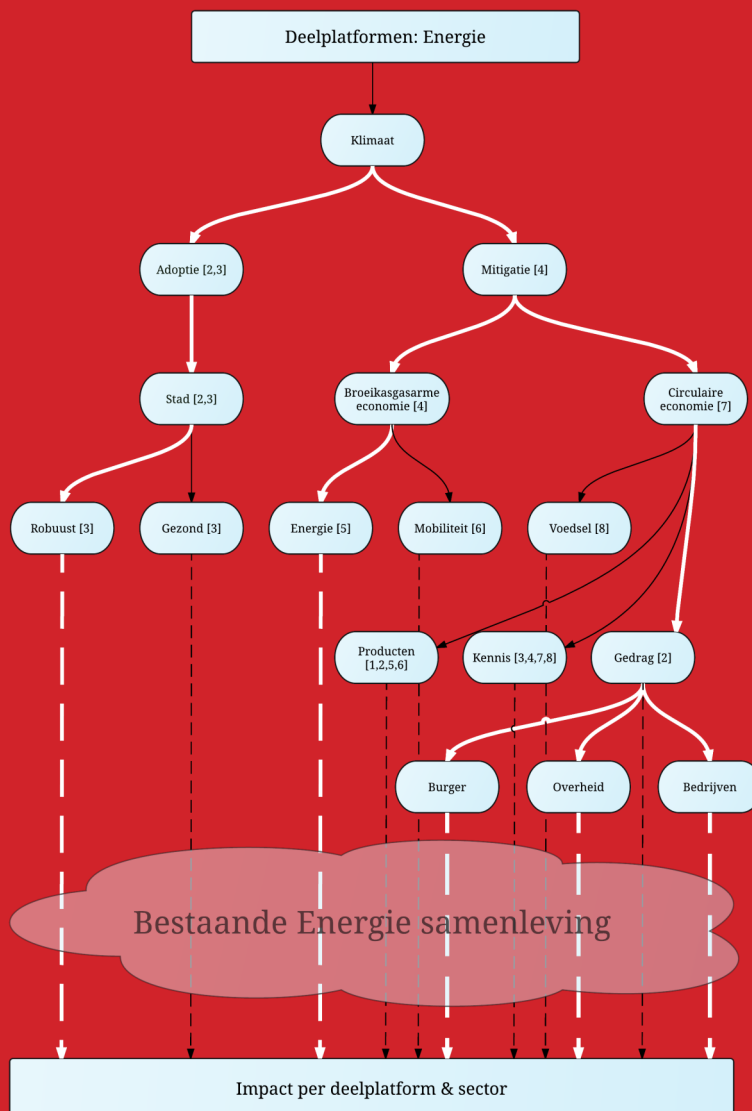 Deelplatformen: Energie
Klimaat
Adoptie [2,3]
Mitigatie [4]
Stad [2,3]
Broeikasgasarme
economie [4]
Circulaire
economie [7]
Robuust [3]
Gezond [3]
Energie [5]
Mobiliteit [6]
Voedsel [8]
Producten
[1,2,5,6]
Kennis [3,4,7,8]
Gedrag [2]
Burger
Overheid
Bedrijven
Bestaande Energie samenleving
Impact per deelplatform & sector